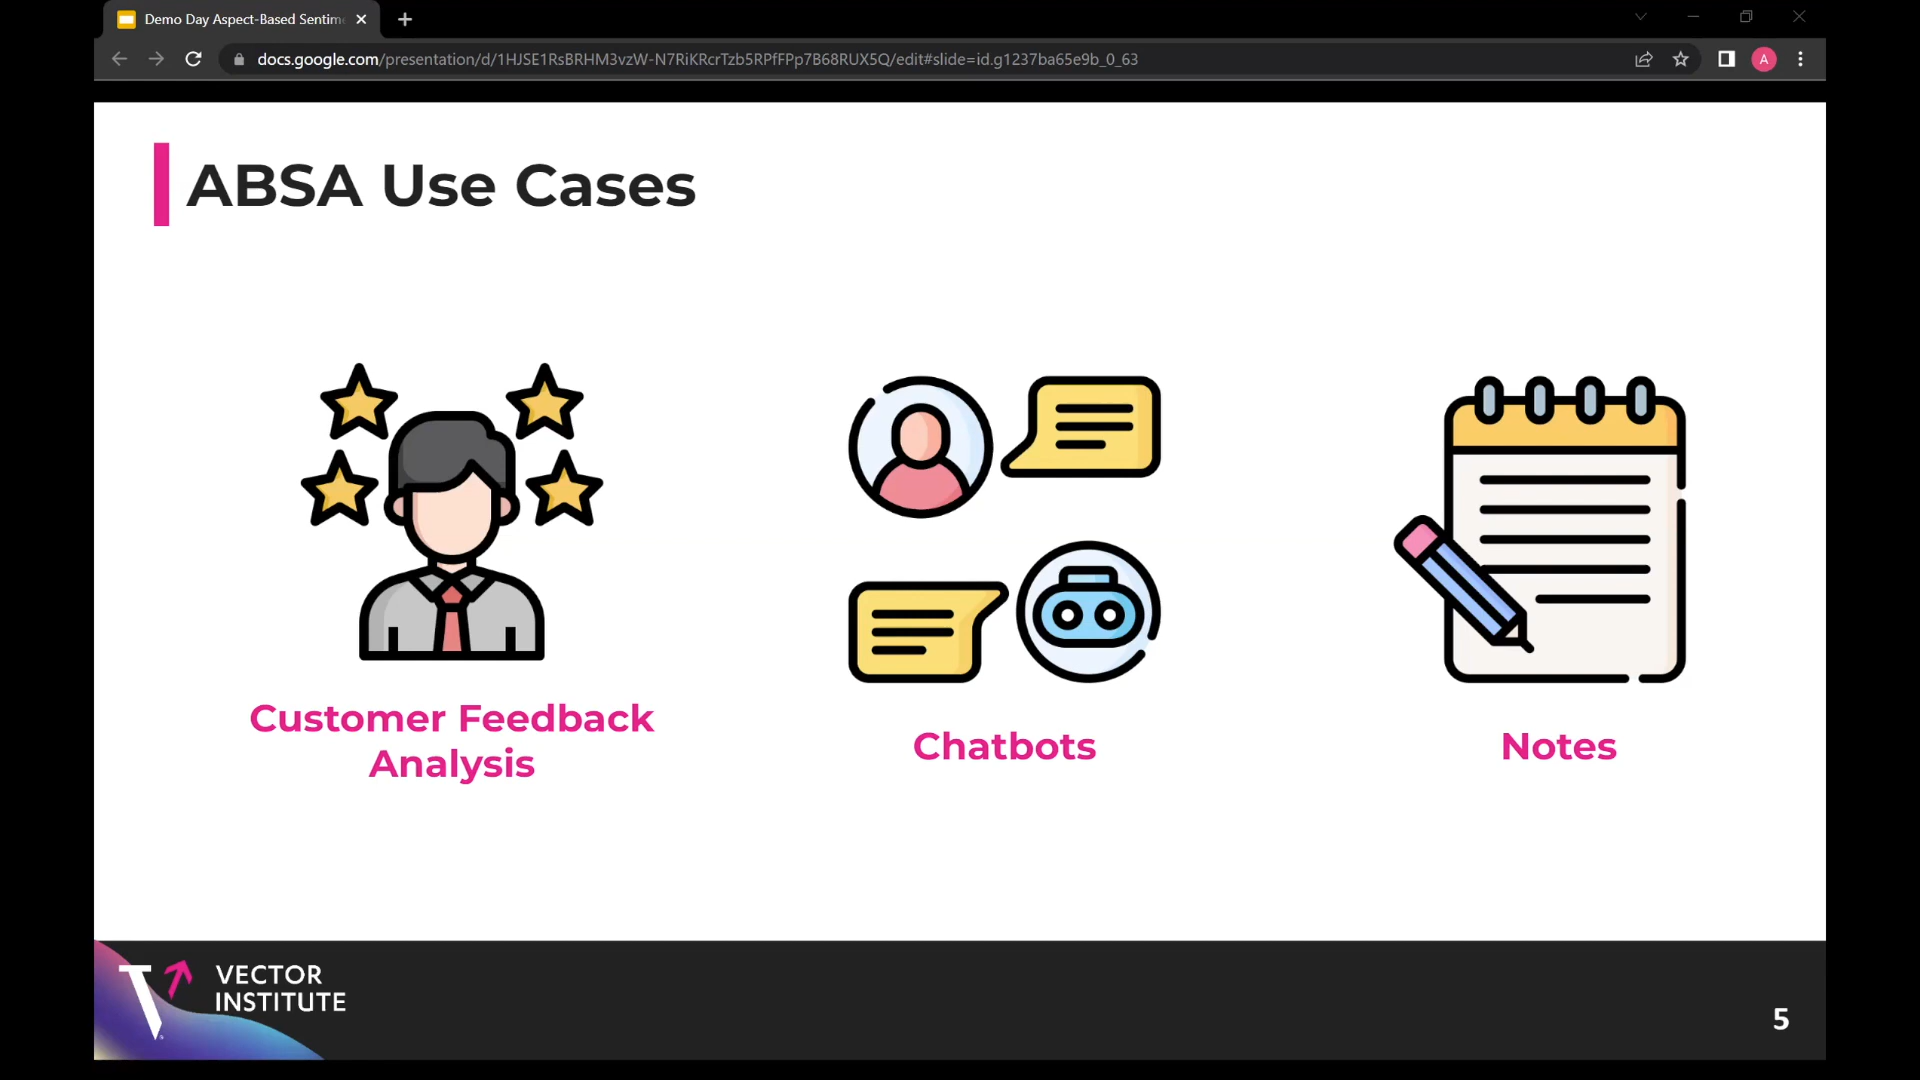 Demo Day Aspect-Based Sentim
docs.google.com/presentation/d/1HJSE1RsBRHM3vzW-N7RiKRcrTzb5RPfFPp7B68RUX5Q/edit#slide=id.g1237ba65e9b_0_63
A
ABSA Use Cases
Customer Feedback
Analysis
Chatbots
Notes
VECTOR
INSTITUTE
5